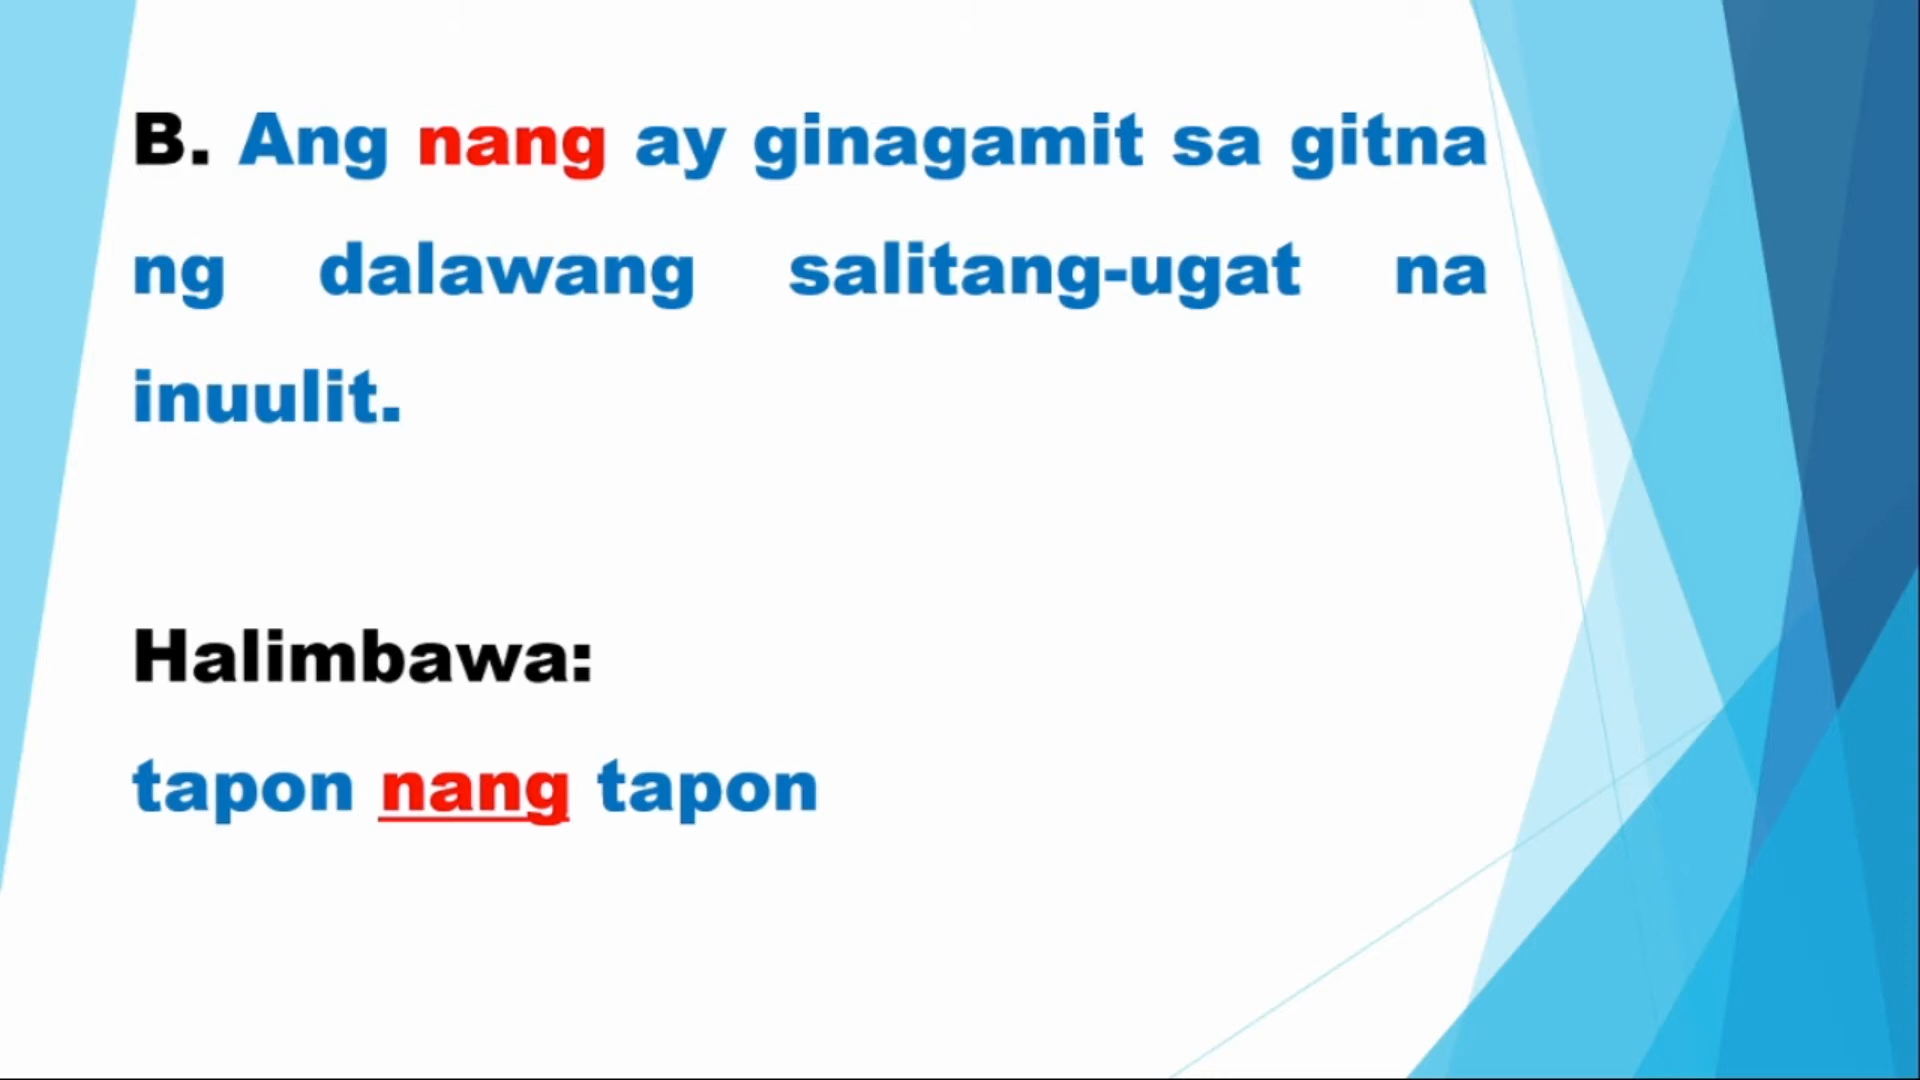 B. Ang nang ay ginagamit sa gitna
ng dalawang salitang-ugat na
inuulit.
Halimbawa:
tapon nang tapon